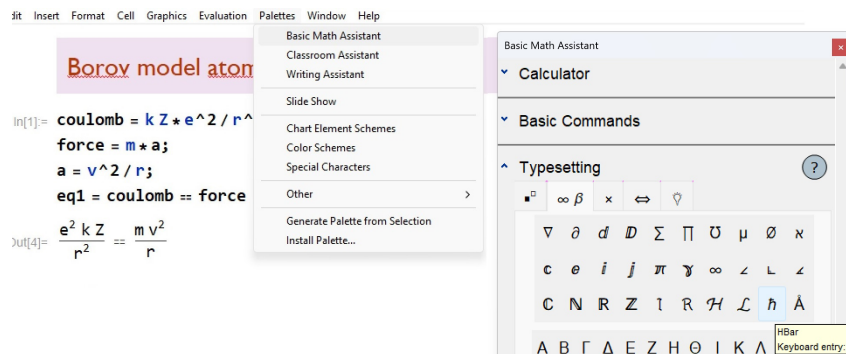 dit Insert Format Cell Graphics Evaluation Palettes Window Help
Borov model atom
Basic Math Assistant
Classroom Assistant
Writing Assistant
Slide Show
Chart Element Schemes
Color Schemes
Special Characters
Other
Generate Palette from Selection
Install Palette...
In[1]:= coulomb = k Z * e^2 / r^
force = m * a;
a = v^2 / r;
eq1 = coulomb == force
Out[4]= e² k Z / r² == m v² / r
Basic Math Assistant
Calculator
Basic Commands
Typesetting ?
∞ β × ⇔
∇ ∂ ⅆ ⅅ Σ ∏ ℧ μ Ø ℵ
ⅇ ⅈ ⅉ π ∞ ∠ ∟
ℂ ℕ ℝ ℤ ℛ ℋ ℒ ℏ Å
HBar
Α Β Γ Δ Ε Ζ Η Θ Ι Κ Λ
Keyboard entry: